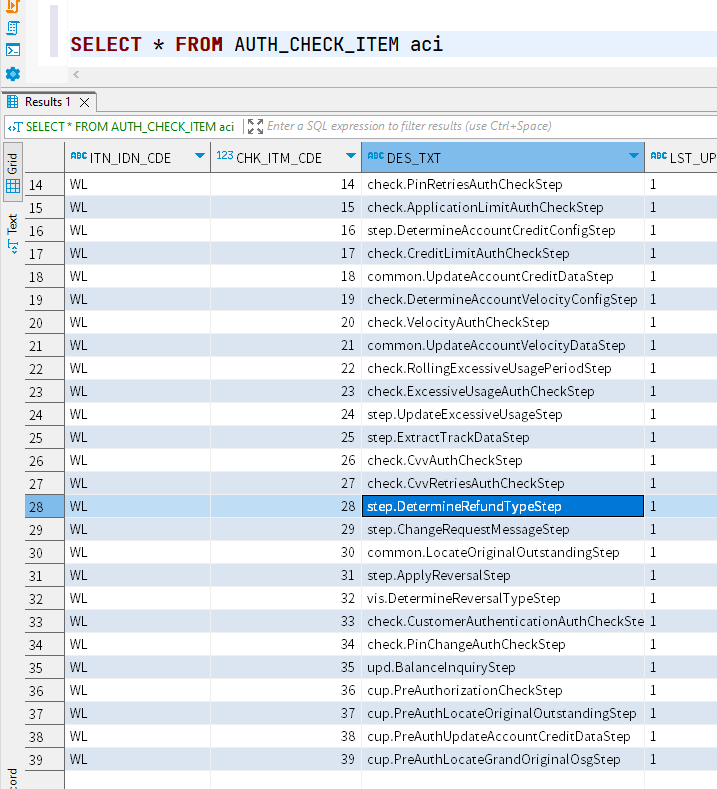 SELECT * FROM AUTH_CHECK_ITEM aci
Results 1
SELECT * FROM AUTH_CHECK_ITEM aci Enter a SQL expression to filter results (use Ctrl+Space)
Grid
Text
ABC ITN_IDN_CDE 123 CHK_ITM_CDE ABC DES_TXT ABC LST_UP
14 WL 14 check.PinRetriesAuthCheckStep 1
15 WL 15 check.ApplicationLimitAuthCheckStep 1
16 WL 16 step.DetermineAccountCreditConfigStep 1
17 WL 17 check.CreditLimitAuthCheckStep 1
18 WL 18 common.UpdateAccountCreditDataStep 1
19 WL 19 check.DetermineAccountVelocityConfigStep 1
20 WL 20 check.VelocityAuthCheckStep 1
21 WL 21 common.UpdateAccountVelocityDataStep 1
22 WL 22 check.RollingExcessiveUsagePeriodStep 1
23 WL 23 check.ExcessiveUsageAuthCheckStep 1
24 WL 24 step.UpdateExcessiveUsageStep 1
25 WL 25 step.ExtractTrackDataStep 1
26 WL 26 check.CvvAuthCheckStep 1
27 WL 27 check.CvvRetriesAuthCheckStep 1
28 WL 28 step.DetermineRefundTypeStep 1
29 WL 29 step.ChangeRequestMessageStep 1
30 WL 30 common.LocateOriginalOutstandingStep 1
31 WL 31 step.ApplyReversalStep 1
32 WL 32 vis.DetermineReversalTypeStep 1
33 WL 33 check.CustomerAuthenticationAuthCheckSte 1
34 WL 34 check.PinChangeAuthCheckStep 1
35 WL 35 upd.BalanceInquiryStep 1
36 WL 36 cup.PreAuthorizationCheckStep 1
37 WL 37 cup.PreAuthLocateOriginalOutstandingStep 1
38 WL 38 cup.PreAuthUpdateAccountCreditDataStep 1
39 WL 39 cup.PreAuthLocateGrandOriginalOsgStep 1
cord